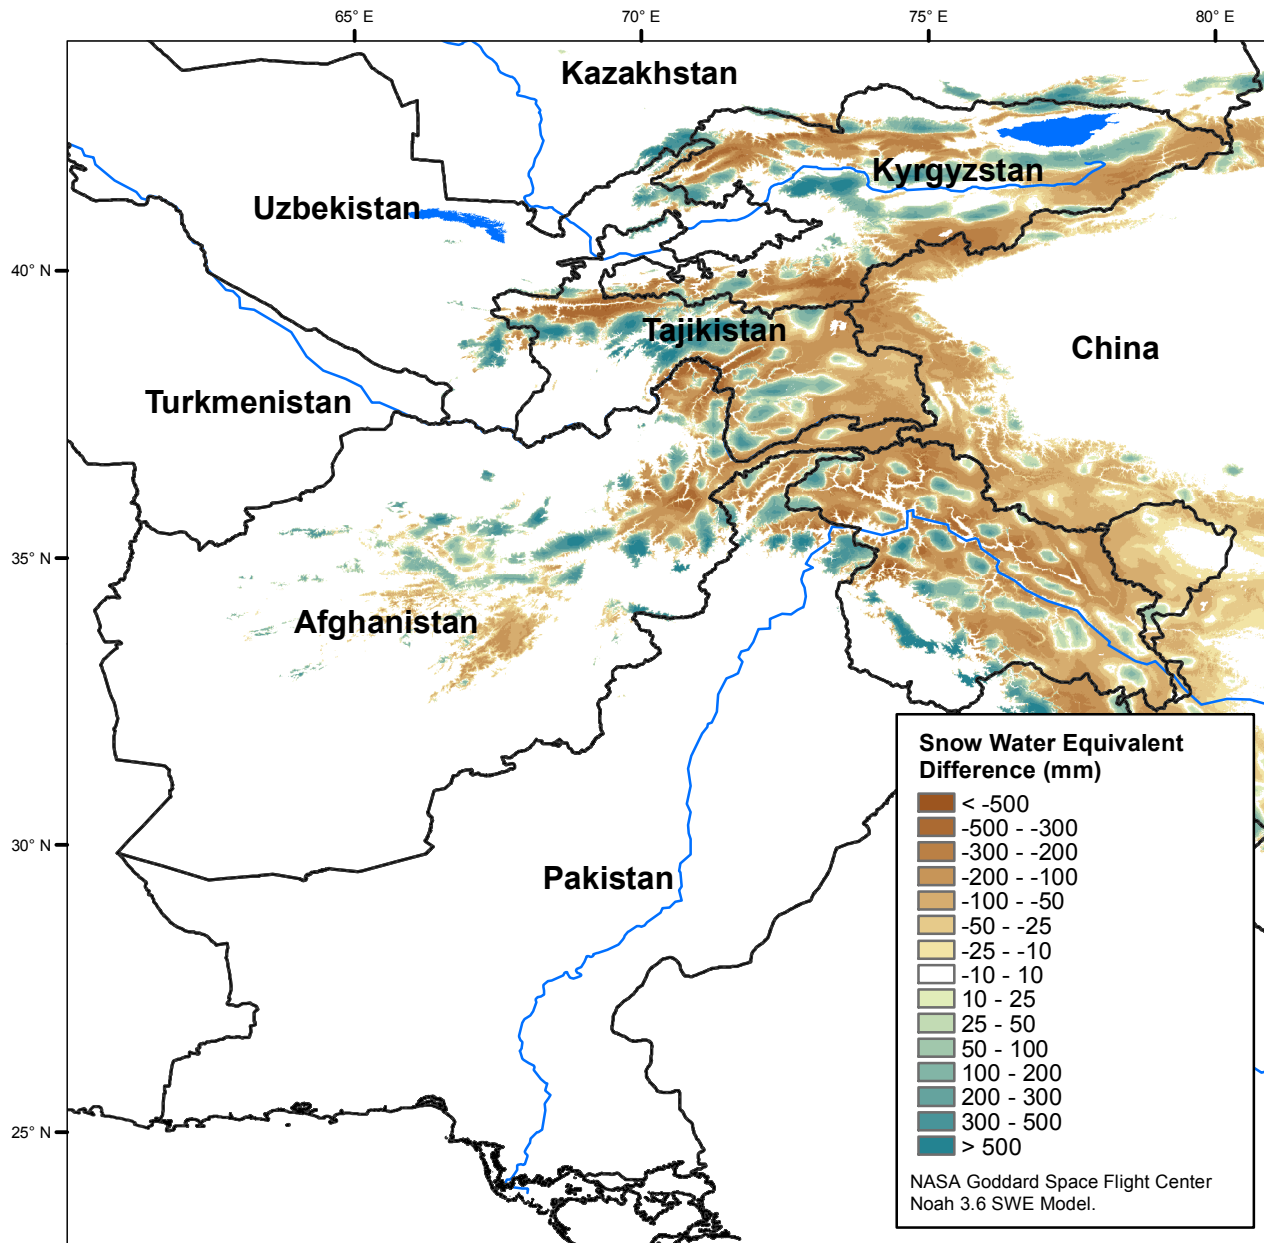 65° E
70° E
75° E
80° E
Kazakhstan
Kyrgyzstan
Uzbekistan
40° N
Tajikistan
China
Turkmenistan
35° N
Afghanistan
Snow Water Equivalent
Difference (mm)
< -500
-500 - -300
-300 - -200
-200 - -100
-100 - -50
-50 - -25
-25 - -10
-10 - 10
10 - 25
25 - 50
50 - 100
100 - 200
200 - 300
300 - 500
> 500
30° N
Pakistan
25° N
NASA Goddard Space Flight Center
Noah 3.6 SWE Model.